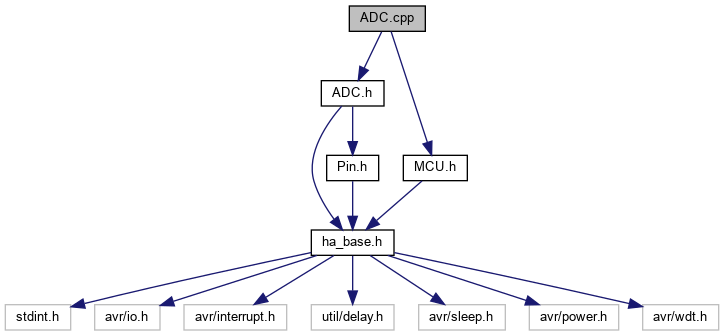 ADC.cpp
ADC.h
Pin.h
MCU.h
ha_base.h
stdint.h
avr/io.h
avr/interrupt.h
util/delay.h
avr/sleep.h
avr/power.h
avr/wdt.h